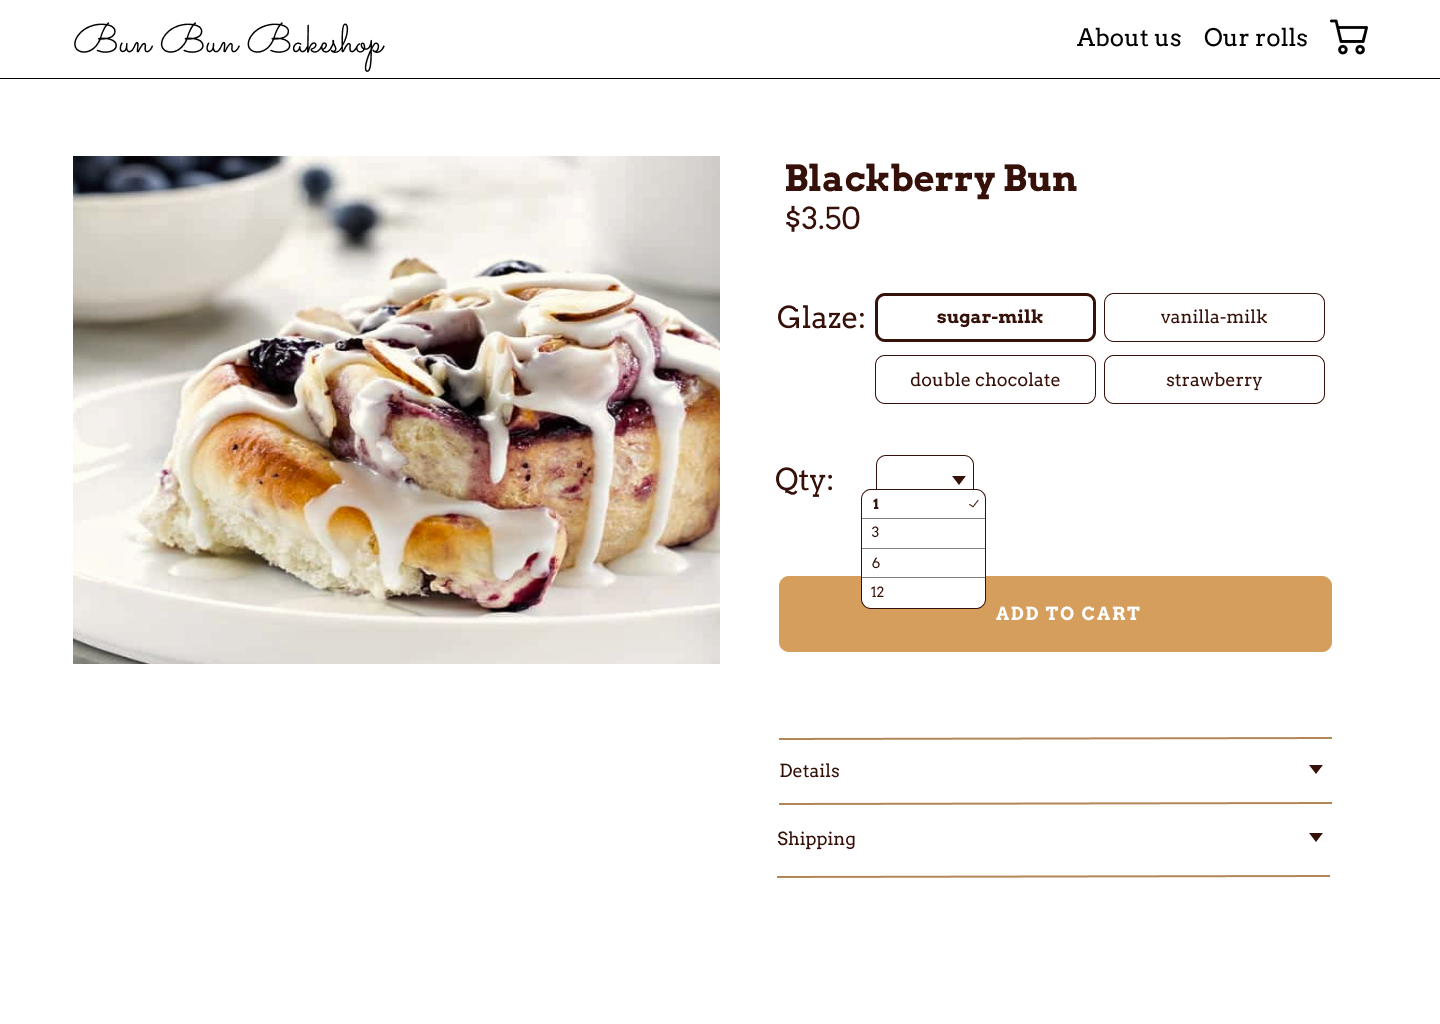 Bun Bun Bakeshop
About us Our rolls
Blackberry Bun
$3.50
Glaze: sugar-milk vanilla-milk
double chocolate strawberry
Qty:
1
3
6
12
ADD TO CART
Details
Shipping